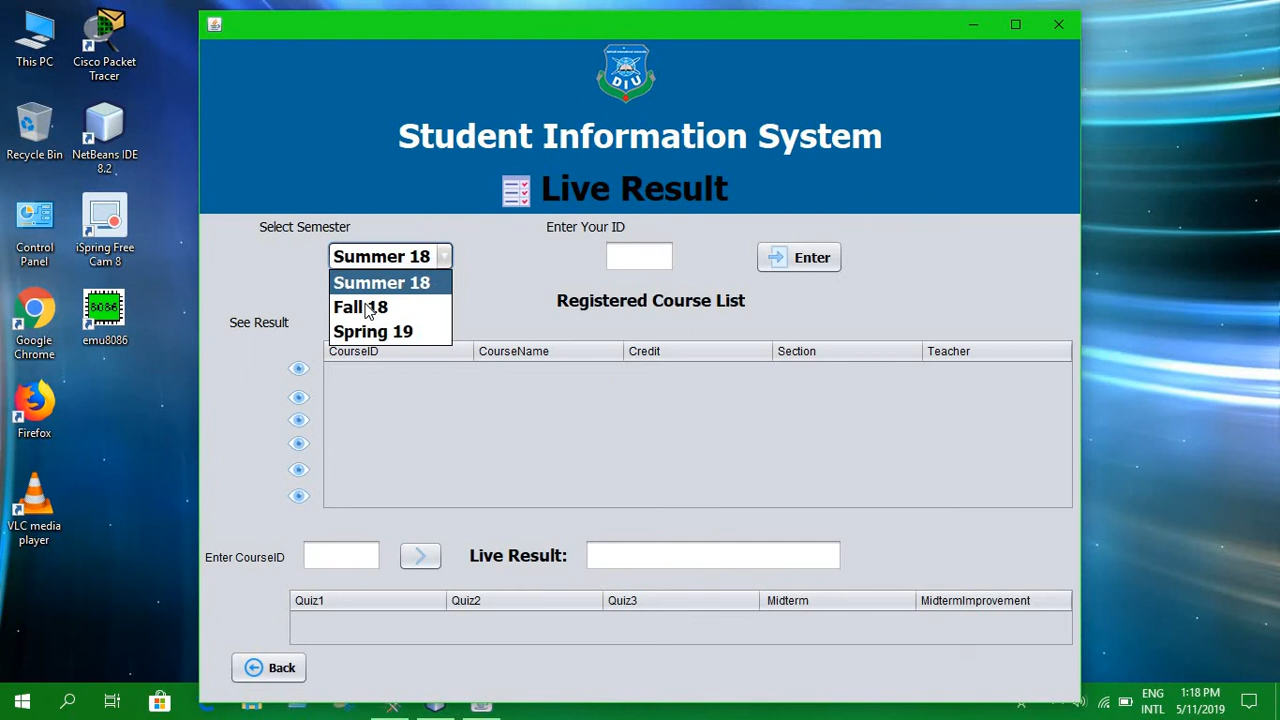 This PC
Cisco Packet
Tracer
Recycle Bin
NetBeans IDE
8.2
Control
Panel
iSpring Free
Cam 8
Google
Chrome
8086
emu8086
Firefox
VLC media
player
DIU
Student Information System
Live Result
Select Semester
Enter Your ID
Summer 18
Enter
Summer 18
Fall 18
Spring 19
Registered Course List
See Result
CourseID CourseName Credit Section Teacher
Enter CourseID
Live Result:
Quiz1 Quiz2 Quiz3 Midterm MidtermImprovement
Back
ENG
INTL
1:18 PM
5/11/2019